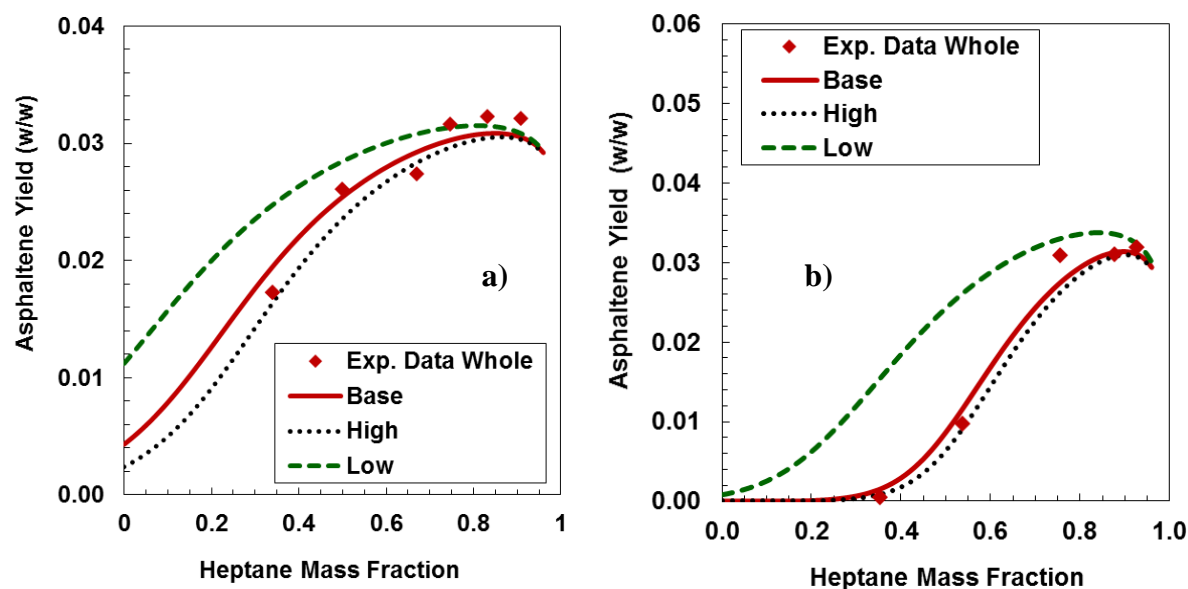 0.04
0.03
0.02
0.01
0.00
Asphaltene Yield (w/w)
a)
Exp. Data Whole
Base
High
Low
0 0.2 0.4 0.6 0.8 1
Heptane Mass Fraction
0.06
0.05
0.04
0.03
0.02
0.01
0.00
Asphaltene Yield (w/w)
Exp. Data Whole
Base
High
Low
b)
0.0 0.2 0.4 0.6 0.8 1.0
Heptane Mass Fraction